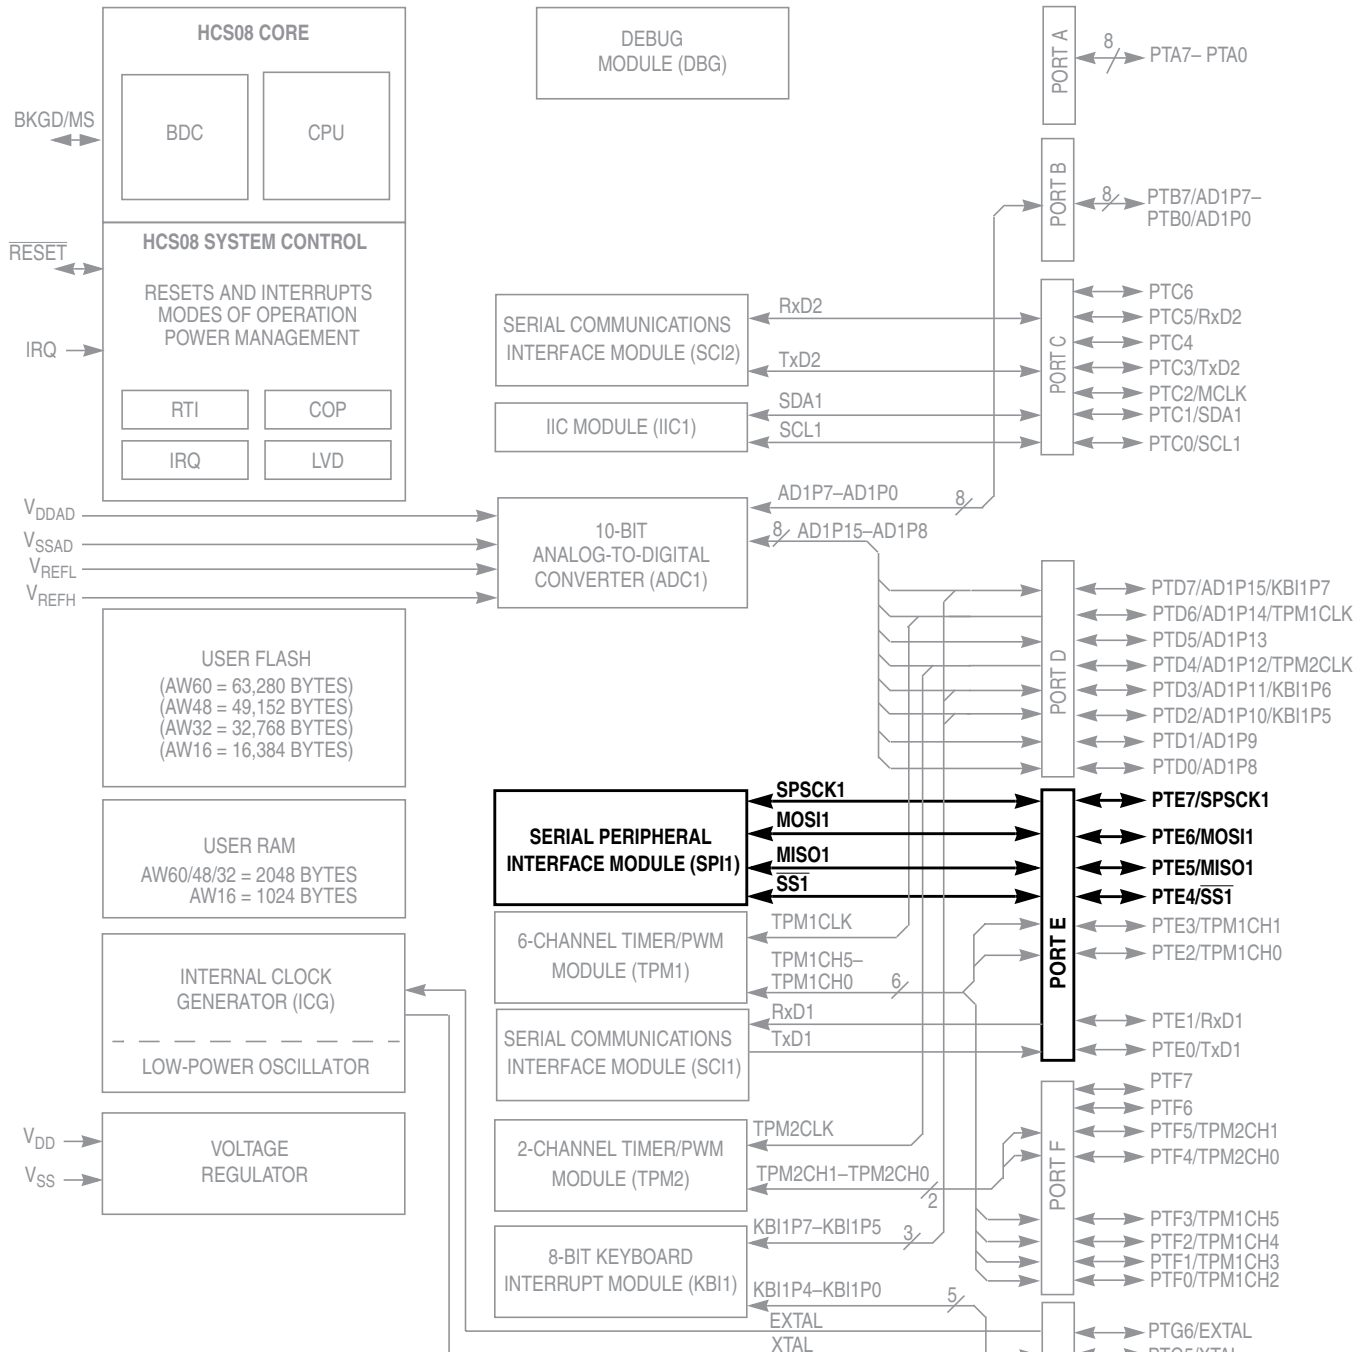 HCS08 CORE
BDC
CPU
BKGD/MS
HCS08 SYSTEM CONTROL
RESET
RESETS AND INTERRUPTS
MODES OF OPERATION
POWER MANAGEMENT
IRQ
RTI
COP
IRQ
LVD
VDDAD
VSSAD
VREFL
VREFH
USER FLASH
(AW60 = 63,280 BYTES)
(AW48 = 49,152 BYTES)
(AW32 = 32,768 BYTES)
(AW16 = 16,384 BYTES)
USER RAM
AW60/48/32 = 2048 BYTES
AW16 = 1024 BYTES
INTERNAL CLOCK
GENERATOR (ICG)
LOW-POWER OSCILLATOR
VDD
VSS
VOLTAGE
REGULATOR
DEBUG
MODULE (DBG)
SERIAL COMMUNICATIONS
INTERFACE MODULE (SCI2)
RxD2
TxD2
IIC MODULE (IIC1)
SDA1
SCL1
10-BIT
ANALOG-TO-DIGITAL
CONVERTER (ADC1)
AD1P7–AD1P0
8
8
AD1P15–AD1P8
SERIAL PERIPHERAL
INTERFACE MODULE (SPI1)
SPSCK1
MOSI1
MISO1
SS1
6-CHANNEL TIMER/PWM
MODULE (TPM1)
TPM1CLK
TPM1CH5–
TPM1CH0
6
SERIAL COMMUNICATIONS
INTERFACE MODULE (SCI1)
RxD1
TxD1
2-CHANNEL TIMER/PWM
MODULE (TPM2)
TPM2CLK
TPM2CH1–TPM2CH0
2
8-BIT KEYBOARD
INTERRUPT MODULE (KBI1)
KBI1P7–KBI1P5
3
KBI1P4–KBI1P0
5
EXTAL
XTAL
PORT A
8
PTA7– PTA0
PORT B
8
PTB7/AD1P7–
PTB0/AD1P0
PORT C
PTC6
PTC5/RxD2
PTC4
PTC3/TxD2
PTC2/MCLK
PTC1/SDA1
PTC0/SCL1
PORT D
PTD7/AD1P15/KBI1P7
PTD6/AD1P14/TPM1CLK
PTD5/AD1P13
PTD4/AD1P12/TPM2CLK
PTD3/AD1P11/KBI1P6
PTD2/AD1P10/KBI1P5
PTD1/AD1P9
PTD0/AD1P8
PORT E
PTE7/SPSCK1
PTE6/MOSI1
PTE5/MISO1
PTE4/SS1
PTE3/TPM1CH1
PTE2/TPM1CH0
PTE1/RxD1
PTE0/TxD1
PORT F
PTF7
PTF6
PTF5/TPM2CH1
PTF4/TPM2CH0
PTF3/TPM1CH5
PTF2/TPM1CH4
PTF1/TPM1CH3
PTF0/TPM1CH2
PTG6/EXTAL
PTG5/XTAL